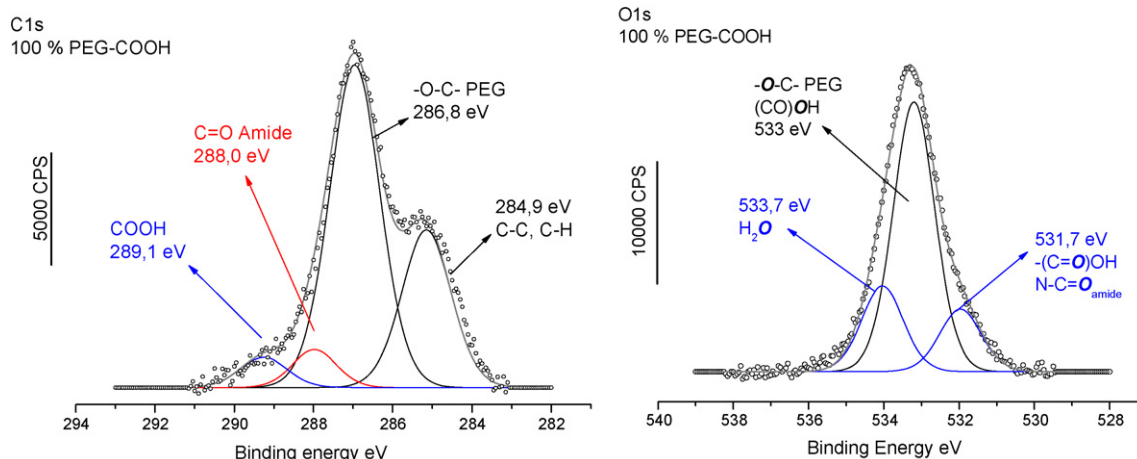 C1s
100 % PEG-COOH
-O-C- PEG
286,8 eV
C=O Amide
288,0 eV
284,9 eV
C-C, C-H
COOH
289,1 eV
5000 CPS
294 292 290 288 286 284 282
Binding energy eV
O1s
100 % PEG-COOH
-O-C- PEG
(CO)OH
533 eV
533,7 eV
H2O
531,7 eV
-(C=O)OH
N-C=Oamide
10000 CPS
540 538 536 534 532 530 528
Binding Energy eV